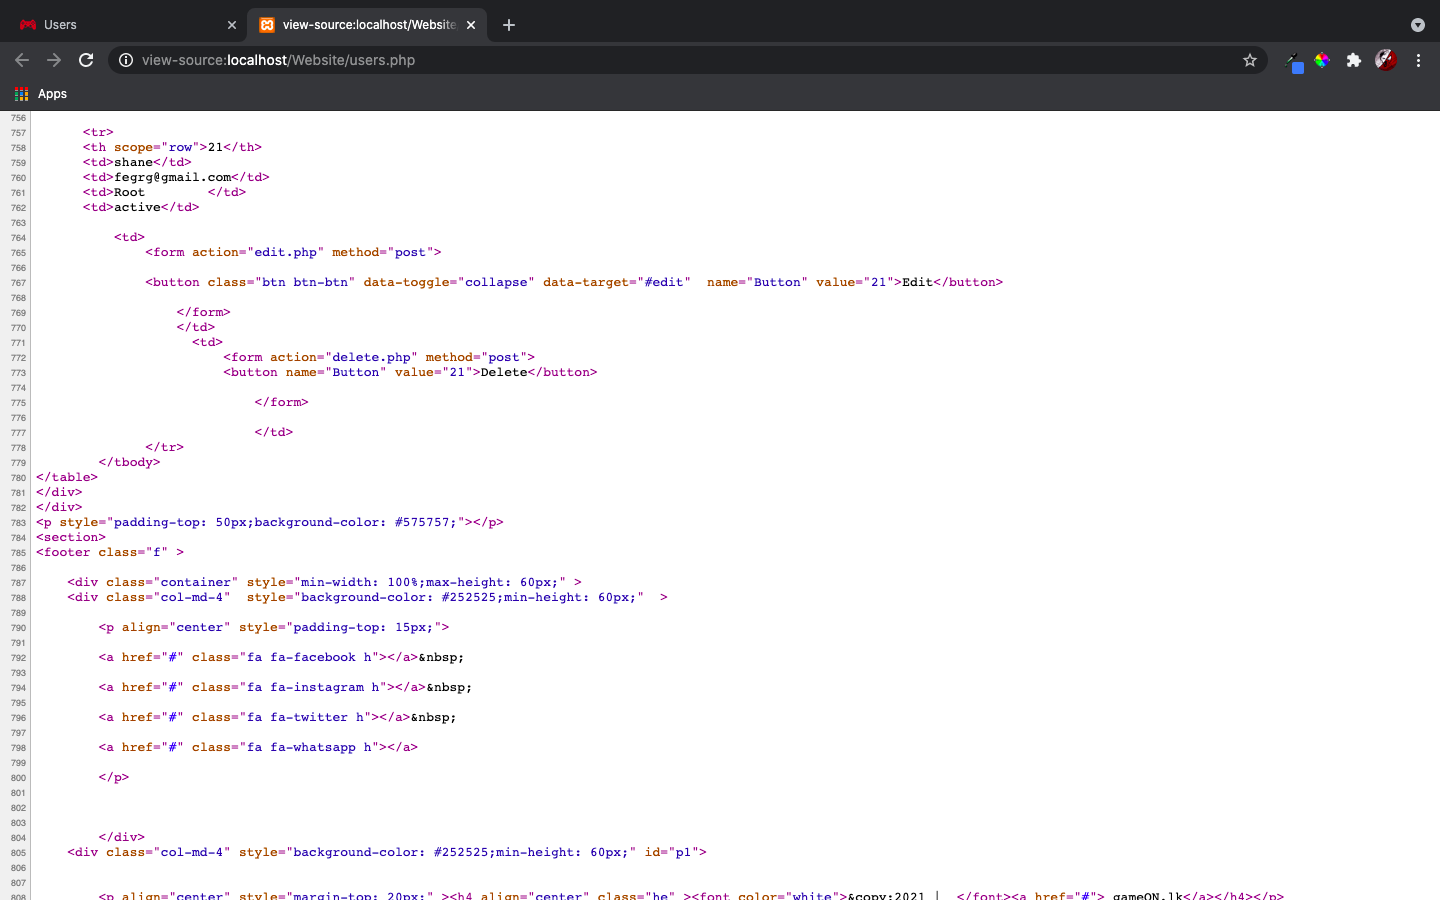 Users
view-source:localhost/Website
view-source:localhost/Website/users.php
Apps
756
757 <tr>
758 <th scope="row">21</th>
759 <td>shane</td>
760 <td>fegrg@gmail.com</td>
761 <td>Root </td>
762 <td>active</td>
763
764 <td>
765 <form action="edit.php" method="post">
766
767 <button class="btn btn-btn" data-toggle="collapse" data-target="#edit" name="Button" value="21">Edit</button>
768
769 </form>
770 </td>
771 <td>
772 <form action="delete.php" method="post">
773 <button name="Button" value="21">Delete</button>
774
775 </form>
776
777 </td>
778 </tr>
779 </tbody>
780 </table>
781 </div>
782 </div>
783 <p style="padding-top: 50px;background-color: #575757;"></p>
784 <section>
785 <footer class="f" >
786
787 <div class="container" style="min-width: 100%;max-height: 60px;" >
788 <div class="col-md-4" style="background-color: #252525;min-height: 60px;" >
789
790 <p align="center" style="padding-top: 15px;">
791
792 <a href="#" class="fa fa-facebook h"></a>&nbsp;
793
794 <a href="#" class="fa fa-instagram h"></a>&nbsp;
795
796 <a href="#" class="fa fa-twitter h"></a>&nbsp;
797
798 <a href="#" class="fa fa-whatsapp h"></a>
799
800 </p>
801
802
803
804 </div>
805 <div class="col-md-4" style="background-color: #252525;min-height: 60px;" id="p1">
806
807
808 <p align="center" style="margin-top: 20px;" ><h4 align="center" class="he" ><font color="white">&copy;2021 | </font><a href="#"> gameON.lk</a></h4></p>